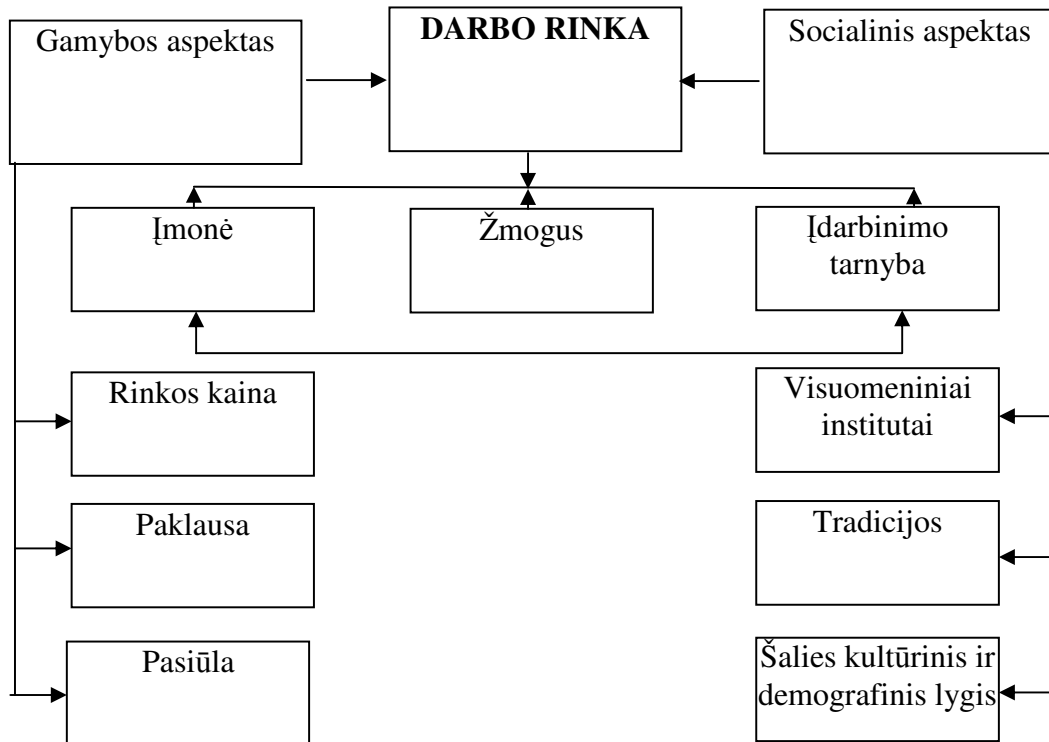 Gamybos aspektas
DARBO RINKA
Socialinis aspektas
Įmonė
Žmogus
Įdarbinimo
tarnyba
Rinkos kaina
Visuomeniniai
institutai
Paklausa
Tradicijos
Pasiūla
Šalies kultūrinis ir
demografinis lygis